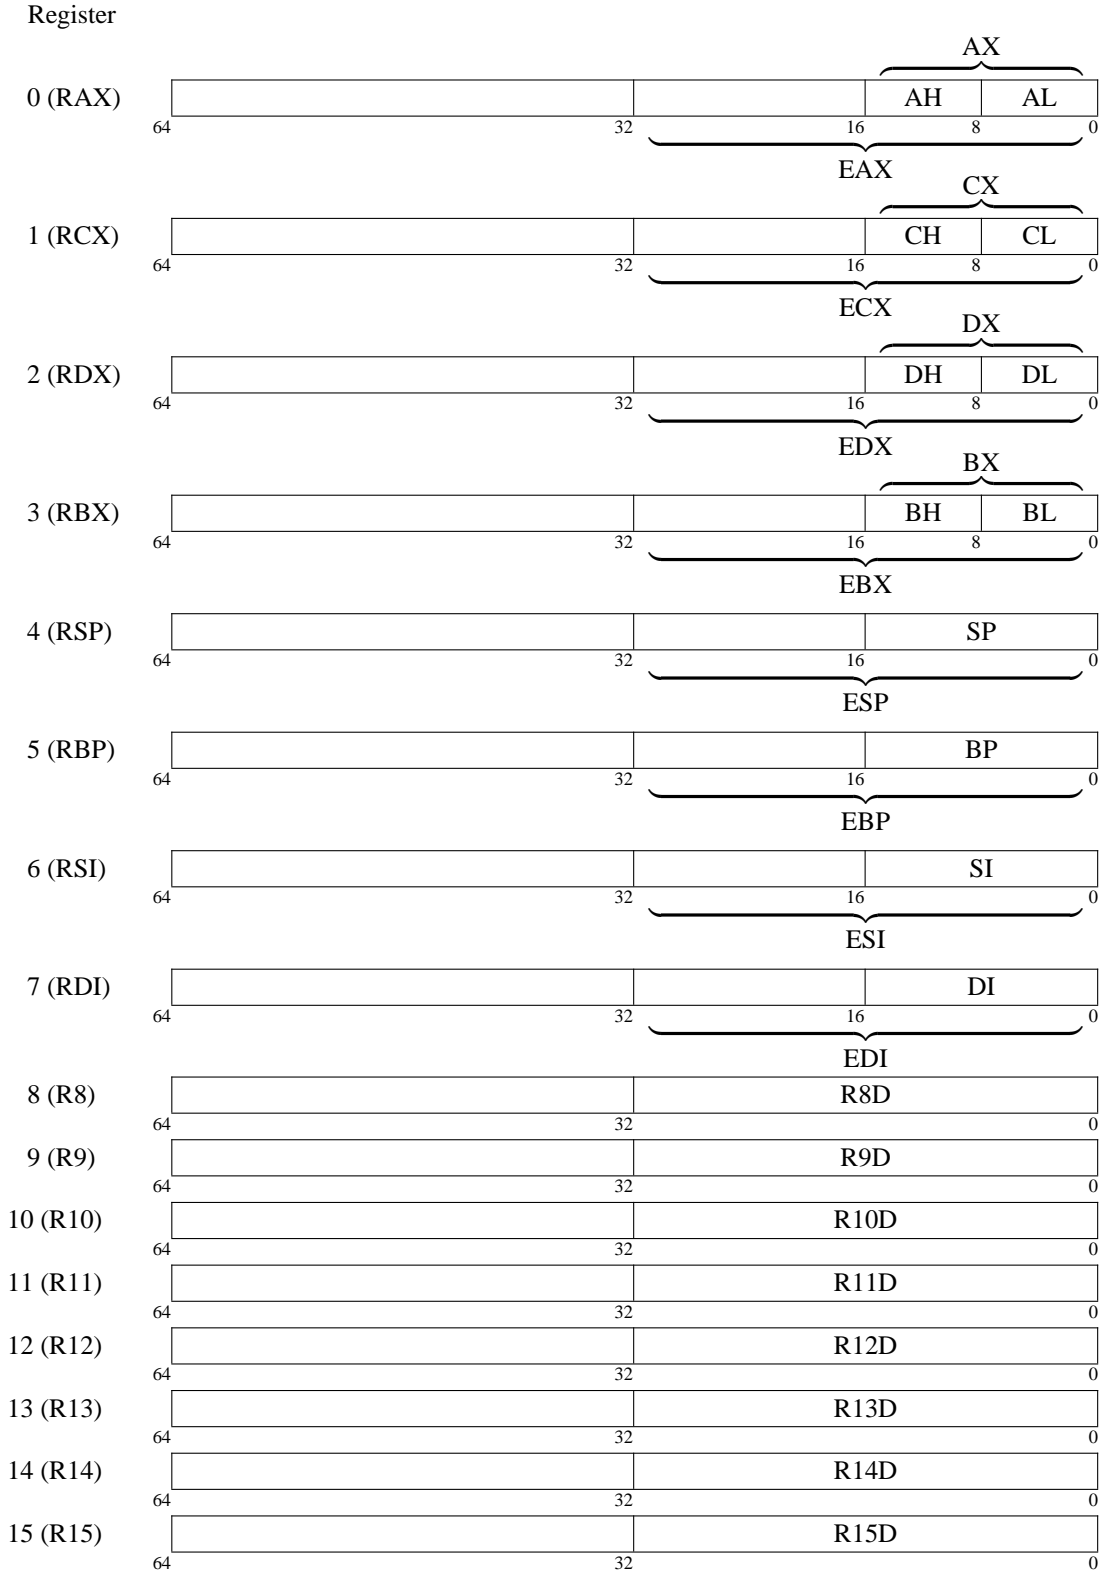 Register
AX
0 (RAX) AH AL
64 32 16 8 0
EAX
CX
1 (RCX) CH CL
64 32 16 8 0
ECX
DX
2 (RDX) DH DL
64 32 16 8 0
EDX
BX
3 (RBX) BH BL
64 32 16 8 0
EBX
4 (RSP) SP
64 32 16 0
ESP
5 (RBP) BP
64 32 16 0
EBP
6 (RSI) SI
64 32 16 0
ESI
7 (RDI) DI
64 32 16 0
EDI
8 (R8) R8D
64 32 0
9 (R9) R9D
64 32 0
10 (R10) R10D
64 32 0
11 (R11) R11D
64 32 0
12 (R12) R12D
64 32 0
13 (R13) R13D
64 32 0
14 (R14) R14D
64 32 0
15 (R15) R15D
64 32 0